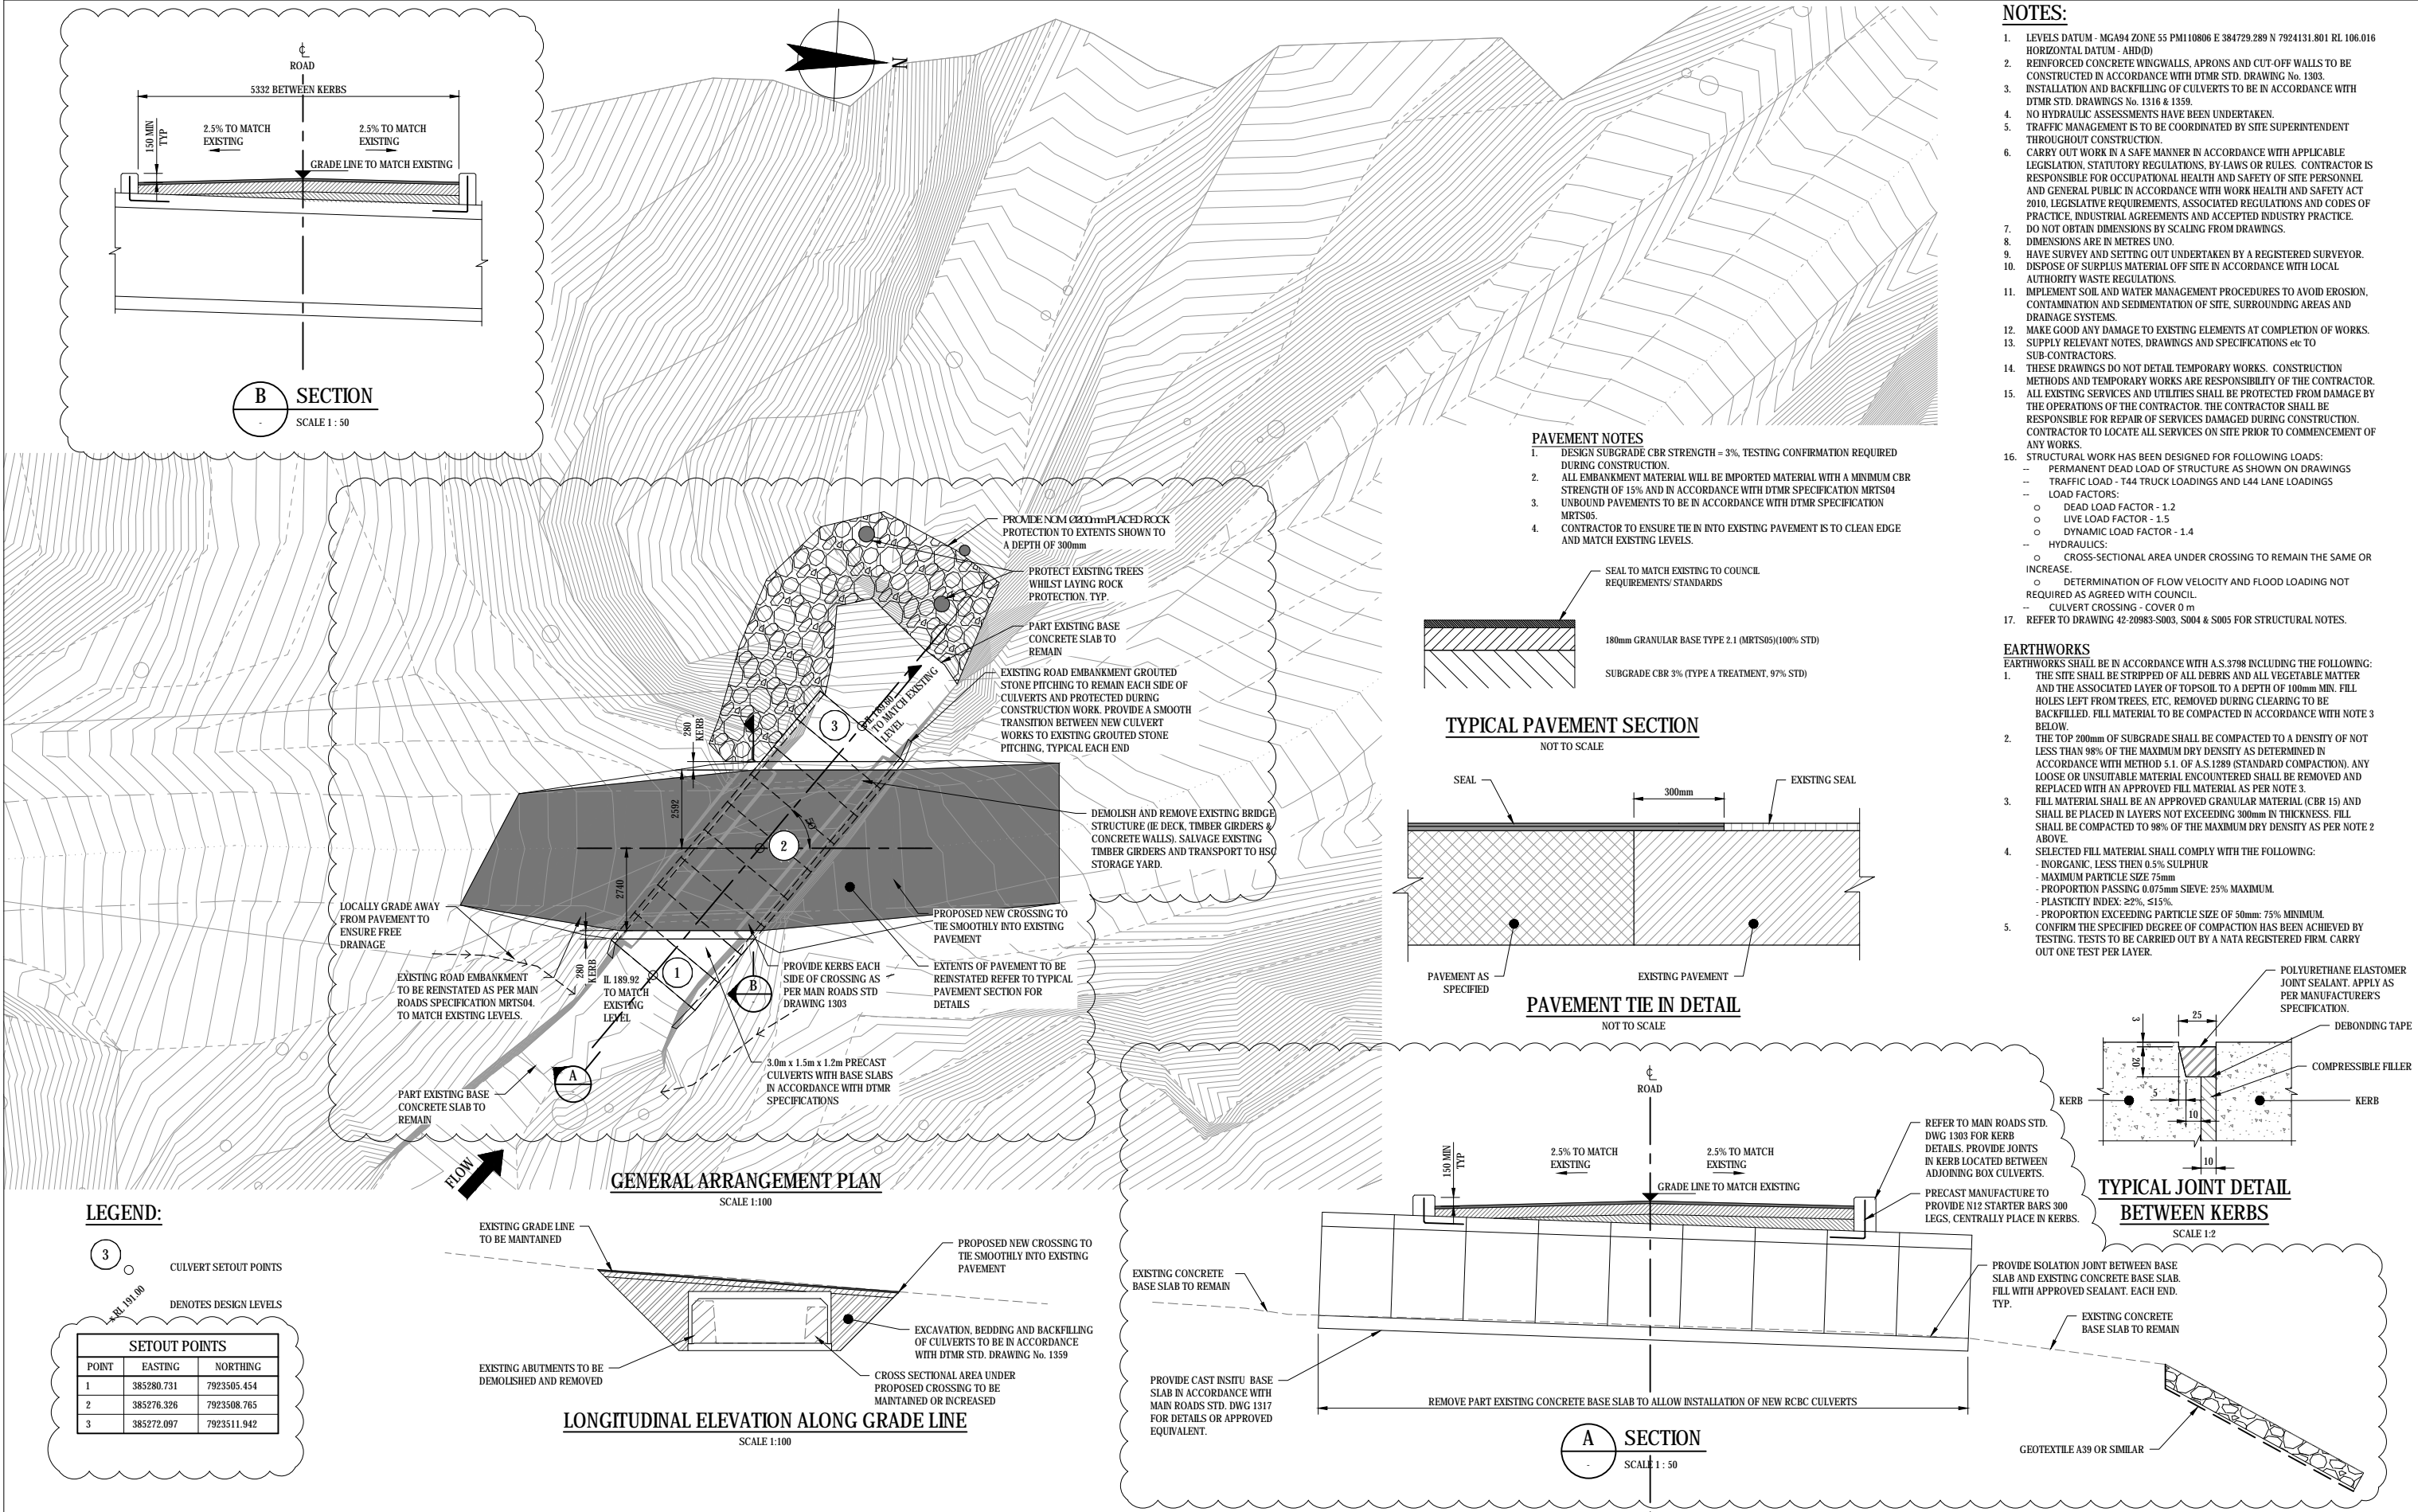 ℄
ROAD
5332 BETWEEN KERBS
150 MIN
TYP
2.5% TO MATCH
EXISTING
2.5% TO MATCH
EXISTING
GRADE LINE TO MATCH EXISTING
B
-
SECTION
SCALE 1 : 50
N
PROVIDE NOM. Ø200mm PLACED ROCK
PROTECTION TO EXTENTS SHOWN TO
A DEPTH OF 300mm
PROTECT EXISTING TREES
WHILST LAYING ROCK
PROTECTION. TYP.
PART EXISTING BASE
CONCRETE SLAB TO
REMAIN
EXISTING ROAD EMBANKMENT GROUTED
STONE PITCHING TO REMAIN EACH SIDE OF
CULVERTS AND PROTECTED DURING
CONSTRUCTION WORK. PROVIDE A SMOOTH
TRANSITION BETWEEN NEW CULVERT
WORKS TO EXISTING GROUTED STONE
PITCHING, TYPICAL EACH END
DEMOLISH AND REMOVE EXISTING BRIDGE
STRUCTURE (IE DECK, TIMBER GIRDERS &
CONCRETE WALLS). SALVAGE EXISTING
TIMBER GIRDERS AND TRANSPORT TO HSC
STORAGE YARD.
IL 189.60
TO MATCH EXISTING
LEVEL
3
280
KERB
2592
50°
2
2740
280
KERB
LOCALLY GRADE AWAY
FROM PAVEMENT TO
ENSURE FREE
DRAINAGE
EXISTING ROAD EMBANKMENT
TO BE REINSTATED AS PER MAIN
ROADS SPECIFICATION MRTS04.
TO MATCH EXISTING LEVELS.
IL 189.92
TO MATCH
EXISTING
LEVEL
1
B
PROVIDE KERBS EACH
SIDE OF CROSSING AS
PER MAIN ROADS STD
DRAWING 1303
PROPOSED NEW CROSSING TO
TIE SMOOTHLY INTO EXISTING
PAVEMENT
EXTENTS OF PAVEMENT TO BE
REINSTATED REFER TO TYPICAL
PAVEMENT SECTION FOR
DETAILS
3.0m x 1.5m x 1.2m PRECAST
CULVERTS WITH BASE SLABS
IN ACCORDANCE WITH DTMR
SPECIFICATIONS
A
PART EXISTING BASE
CONCRETE SLAB TO
REMAIN
FLOW
GENERAL ARRANGEMENT PLAN
SCALE 1:100
LEGEND:
3
CULVERT SETOUT POINTS
x RL 191.00
DENOTES DESIGN LEVELS
SETOUT POINTS
POINT EASTING NORTHING
1 385280.731 7923505.454
2 385276.326 7923508.765
3 385272.097 7923511.942
EXISTING GRADE LINE
TO BE MAINTAINED
PROPOSED NEW CROSSING TO
TIE SMOOTHLY INTO EXISTING
PAVEMENT
EXCAVATION, BEDDING AND BACKFILLING
OF CULVERTS TO BE IN ACCORDANCE
WITH DTMR STD. DRAWING No. 1359
EXISTING ABUTMENTS TO BE
DEMOLISHED AND REMOVED
CROSS SECTIONAL AREA UNDER
PROPOSED CROSSING TO BE
MAINTAINED OR INCREASED
LONGITUDINAL ELEVATION ALONG GRADE LINE
SCALE 1:100
PAVEMENT NOTES
1. DESIGN SUBGRADE CBR STRENGTH = 3%, TESTING CONFIRMATION REQUIRED
DURING CONSTRUCTION.
2. ALL EMBANKMENT MATERIAL WILL BE IMPORTED MATERIAL WITH A MINIMUM CBR
STRENGTH OF 15% AND IN ACCORDANCE WITH DTMR SPECIFICATION MRTS04
3. UNBOUND PAVEMENTS TO BE IN ACCORDANCE WITH DTMR SPECIFICATION
MRTS05.
4. CONTRACTOR TO ENSURE TIE IN INTO EXISTING PAVEMENT IS TO CLEAN EDGE
AND MATCH EXISTING LEVELS.
SEAL TO MATCH EXISTING TO COUNCIL
REQUIREMENTS/ STANDARDS
180mm GRANULAR BASE TYPE 2.1 (MRTS05)(100% STD)
SUBGRADE CBR 3% (TYPE A TREATMENT, 97% STD)
TYPICAL PAVEMENT SECTION
NOT TO SCALE
SEAL
300mm
EXISTING SEAL
PAVEMENT AS
SPECIFIED
EXISTING PAVEMENT
PAVEMENT TIE IN DETAIL
NOT TO SCALE
℄
ROAD
150 MIN
TYP
2.5% TO MATCH
EXISTING
2.5% TO MATCH
EXISTING
GRADE LINE TO MATCH EXISTING
REFER TO MAIN ROADS STD.
DWG 1303 FOR KERB
DETAILS. PROVIDE JOINTS
IN KERB LOCATED BETWEEN
ADJOINING BOX CULVERTS.
PRECAST MANUFACTURE TO
PROVIDE N12 STARTER BARS 300
LEGS, CENTRALLY PLACE IN KERBS.
EXISTING CONCRETE
BASE SLAB TO REMAIN
PROVIDE ISOLATION JOINT BETWEEN BASE
SLAB AND EXISTING CONCRETE BASE SLAB.
FILL WITH APPROVED SEALANT. EACH END.
TYP.
EXISTING CONCRETE
BASE SLAB TO REMAIN
PROVIDE CAST INSITU BASE
SLAB IN ACCORDANCE WITH
MAIN ROADS STD. DWG 1317
FOR DETAILS OR APPROVED
EQUIVALENT.
REMOVE PART EXISTING CONCRETE BASE SLAB TO ALLOW INSTALLATION OF NEW RCBC CULVERTS
GEOTEXTILE A39 OR SIMILAR
A
-
SECTION
SCALE 1 : 50
NOTES:
1. LEVELS DATUM - MGA94 ZONE 55 PM110806 E 384729.289 N 7924131.801 RL 106.016
HORIZONTAL DATUM - AHD(D)
2. REINFORCED CONCRETE WINGWALLS, APRONS AND CUT-OFF WALLS TO BE
CONSTRUCTED IN ACCORDANCE WITH DTMR STD. DRAWING No. 1303.
3. INSTALLATION AND BACKFILLING OF CULVERTS TO BE IN ACCORDANCE WITH
DTMR STD. DRAWINGS No. 1316 & 1359.
4. NO HYDRAULIC ASSESSMENTS HAVE BEEN UNDERTAKEN.
5. TRAFFIC MANAGEMENT IS TO BE COORDINATED BY SITE SUPERINTENDENT
THROUGHOUT CONSTRUCTION.
6. CARRY OUT WORK IN A SAFE MANNER IN ACCORDANCE WITH APPLICABLE
LEGISLATION, STATUTORY REGULATIONS, BY-LAWS OR RULES. CONTRACTOR IS
RESPONSIBLE FOR OCCUPATIONAL HEALTH AND SAFETY OF SITE PERSONNEL
AND GENERAL PUBLIC IN ACCORDANCE WITH WORK HEALTH AND SAFETY ACT
2010, LEGISLATIVE REQUIREMENTS, ASSOCIATED REGULATIONS AND CODES OF
PRACTICE, INDUSTRIAL AGREEMENTS AND ACCEPTED INDUSTRY PRACTICE.
7. DO NOT OBTAIN DIMENSIONS BY SCALING FROM DRAWINGS.
8. DIMENSIONS ARE IN METRES UNO.
9. HAVE SURVEY AND SETTING OUT UNDERTAKEN BY A REGISTERED SURVEYOR.
10. DISPOSE OF SURPLUS MATERIAL OFF SITE IN ACCORDANCE WITH LOCAL
AUTHORITY WASTE REGULATIONS.
11. IMPLEMENT SOIL AND WATER MANAGEMENT PROCEDURES TO AVOID EROSION,
CONTAMINATION AND SEDIMENTATION OF SITE, SURROUNDING AREAS AND
DRAINAGE SYSTEMS.
12. MAKE GOOD ANY DAMAGE TO EXISTING ELEMENTS AT COMPLETION OF WORKS.
13. SUPPLY RELEVANT NOTES, DRAWINGS AND SPECIFICATIONS etc TO
SUB-CONTRACTORS.
14. THESE DRAWINGS DO NOT DETAIL TEMPORARY WORKS. CONSTRUCTION
METHODS AND TEMPORARY WORKS ARE RESPONSIBILITY OF THE CONTRACTOR.
15. ALL EXISTING SERVICES AND UTILITIES SHALL BE PROTECTED FROM DAMAGE BY
THE OPERATIONS OF THE CONTRACTOR. THE CONTRACTOR SHALL BE
RESPONSIBLE FOR REPAIR OF SERVICES DAMAGED DURING CONSTRUCTION.
CONTRACTOR TO LOCATE ALL SERVICES ON SITE PRIOR TO COMMENCEMENT OF
ANY WORKS.
16. STRUCTURAL WORK HAS BEEN DESIGNED FOR FOLLOWING LOADS:
-- PERMANENT DEAD LOAD OF STRUCTURE AS SHOWN ON DRAWINGS
-- TRAFFIC LOAD - T44 TRUCK LOADINGS AND L44 LANE LOADINGS
-- LOAD FACTORS:
o DEAD LOAD FACTOR - 1.2
o LIVE LOAD FACTOR - 1.5
o DYNAMIC LOAD FACTOR - 1.4
-- HYDRAULICS:
o CROSS-SECTIONAL AREA UNDER CROSSING TO REMAIN THE SAME OR
INCREASE.
o DETERMINATION OF FLOW VELOCITY AND FLOOD LOADING NOT
REQUIRED AS AGREED WITH COUNCIL.
-- CULVERT CROSSING - COVER 0 m
17. REFER TO DRAWING 42-20983-S003, S004 & S005 FOR STRUCTURAL NOTES.
EARTHWORKS
EARTHWORKS SHALL BE IN ACCORDANCE WITH A.S.3798 INCLUDING THE FOLLOWING:
1. THE SITE SHALL BE STRIPPED OF ALL DEBRIS AND ALL VEGETABLE MATTER
AND THE ASSOCIATED LAYER OF TOPSOIL TO A DEPTH OF 100mm MIN. FILL
HOLES LEFT FROM TREES, ETC, REMOVED DURING CLEARING TO BE
BACKFILLED. FILL MATERIAL TO BE COMPACTED IN ACCORDANCE WITH NOTE 3
BELOW.
2. THE TOP 200mm OF SUBGRADE SHALL BE COMPACTED TO A DENSITY OF NOT
LESS THAN 98% OF THE MAXIMUM DRY DENSITY AS DETERMINED IN
ACCORDANCE WITH METHOD 5.1. OF A.S.1289 (STANDARD COMPACTION). ANY
LOOSE OR UNSUITABLE MATERIAL ENCOUNTERED SHALL BE REMOVED AND
REPLACED WITH AN APPROVED FILL MATERIAL AS PER NOTE 3.
3. FILL MATERIAL SHALL BE AN APPROVED GRANULAR MATERIAL (CBR 15) AND
SHALL BE PLACED IN LAYERS NOT EXCEEDING 300mm IN THICKNESS. FILL
SHALL BE COMPACTED TO 98% OF THE MAXIMUM DRY DENSITY AS PER NOTE 2
ABOVE.
4. SELECTED FILL MATERIAL SHALL COMPLY WITH THE FOLLOWING:
- INORGANIC, LESS THEN 0.5% SULPHUR
- MAXIMUM PARTICLE SIZE 75mm
- PROPORTION PASSING 0.075mm SIEVE: 25% MAXIMUM.
- PLASTICITY INDEX: ≥2%, ≤15%.
- PROPORTION EXCEEDING PARTICLE SIZE OF 50mm: 75% MINIMUM.
5. CONFIRM THE SPECIFIED DEGREE OF COMPACTION HAS BEEN ACHIEVED BY
TESTING. TESTS TO BE CARRIED OUT BY A NATA REGISTERED FIRM. CARRY
OUT ONE TEST PER LAYER.
POLYURETHANE ELASTOMER
JOINT SEALANT. APPLY AS
PER MANUFACTURER'S
SPECIFICATION.
DEBONDING TAPE
COMPRESSIBLE FILLER
KERB
KERB
3
25
20
5
10
10
TYPICAL JOINT DETAIL
BETWEEN KERBS
SCALE 1:2